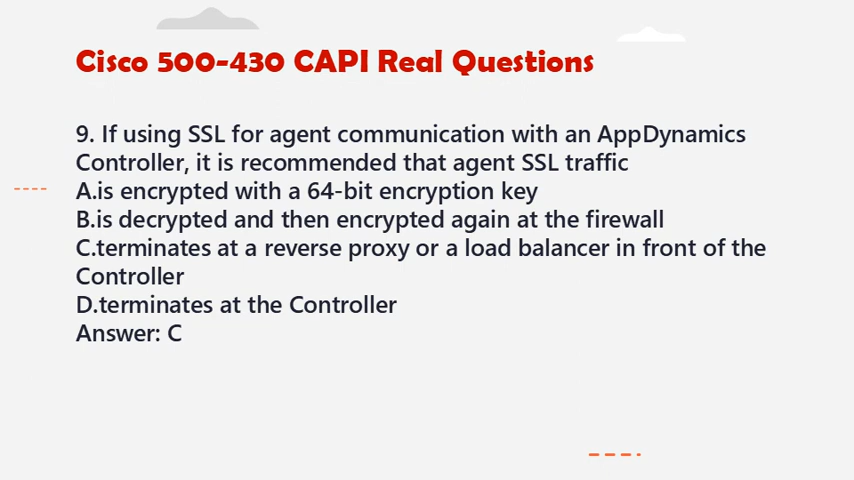 Cisco 500-430 CAPI Real Questions
9. If using SSL for agent communication with an AppDynamics
Controller, it is recommended that agent SSL traffic
A.is encrypted with a 64-bit encryption key
B.is decrypted and then encrypted again at the firewall
C.terminates at a reverse proxy or a load balancer in front of the
Controller
D.terminates at the Controller
Answer: C